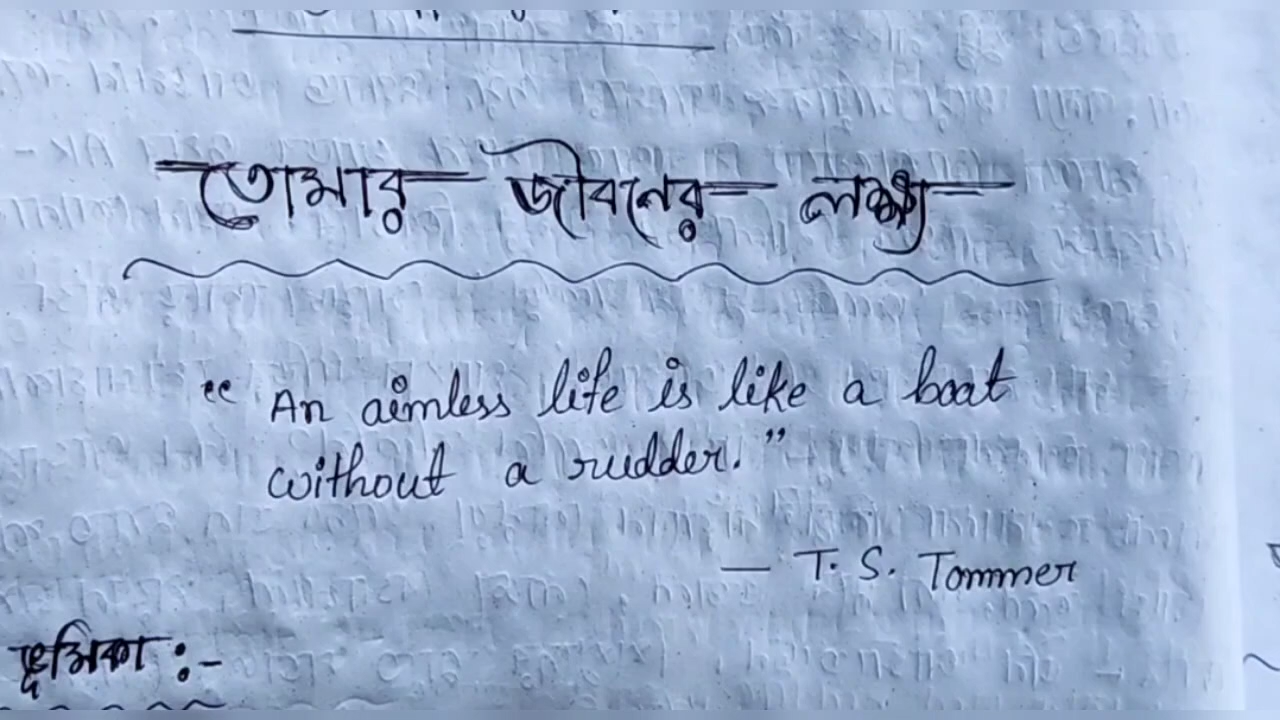 তোমার জীবনের লক্ষ্য
“ An aimless life is like a boat
without a rudder. ”
— T. S. Tommer
ভূমিকা :-